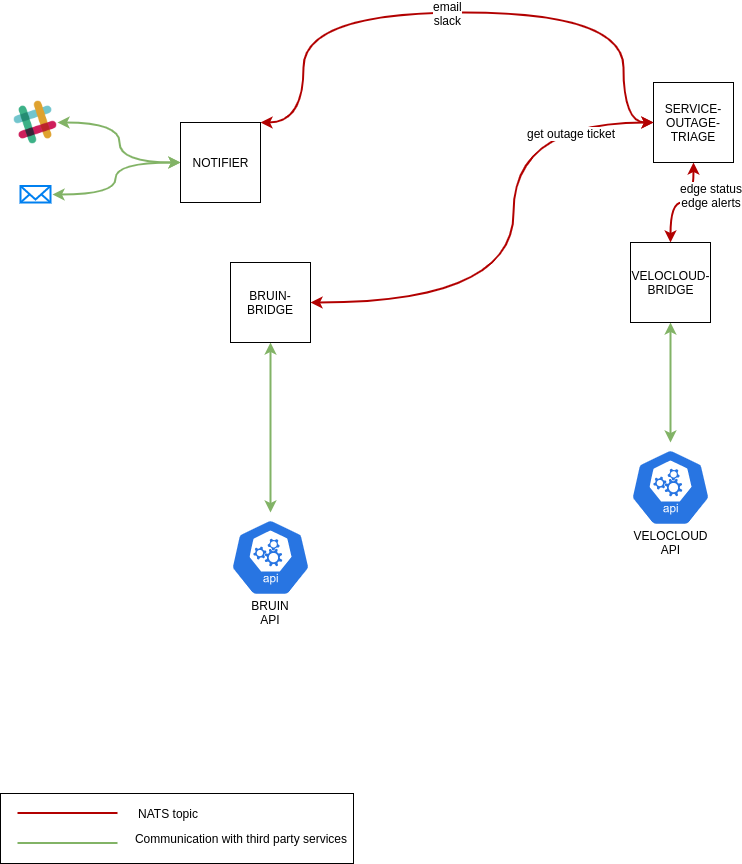 email
slack
SERVICE-
OUTAGE-
TRIAGE
get outage ticket
NOTIFIER
edge status
edge alerts
BRUIN-
BRIDGE
VELOCLOUD-
BRIDGE
api
VELOCLOUD
API
api
BRUIN
API
NATS topic
Communication with third party services